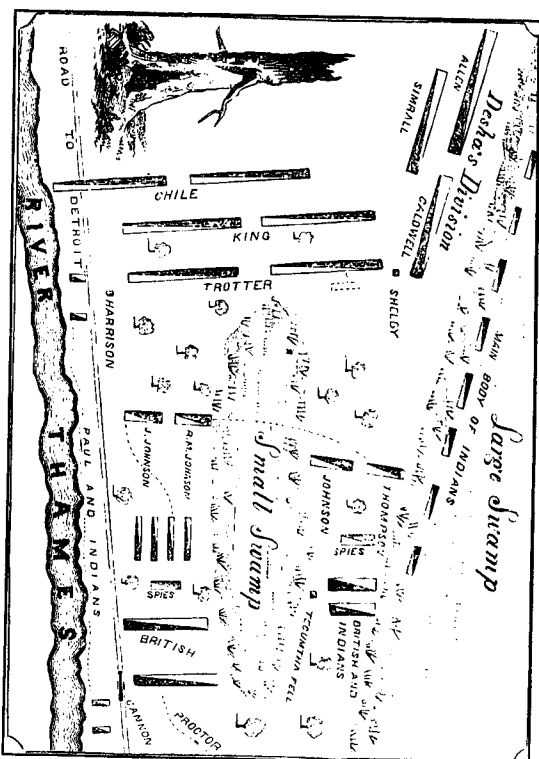 Large Swamp
MAIN BODY OF INDIANS
Desha's Division
ALLEN
SIMRALL
CALDWELL
SHELGY
CHILE
KING
TROTTER
Small Swamp
THOMPSON
JOHNSON
SPIES
BRITISH AND
INDIANS
TECUMTHA FELL
R.M. JOHNSON
J. JOHNSON
SPIES
BRITISH
PROCTOR
CANNON
HARRISON
ROAD TO DETROIT
PAUL AND INDIANS
RIVER THAMES